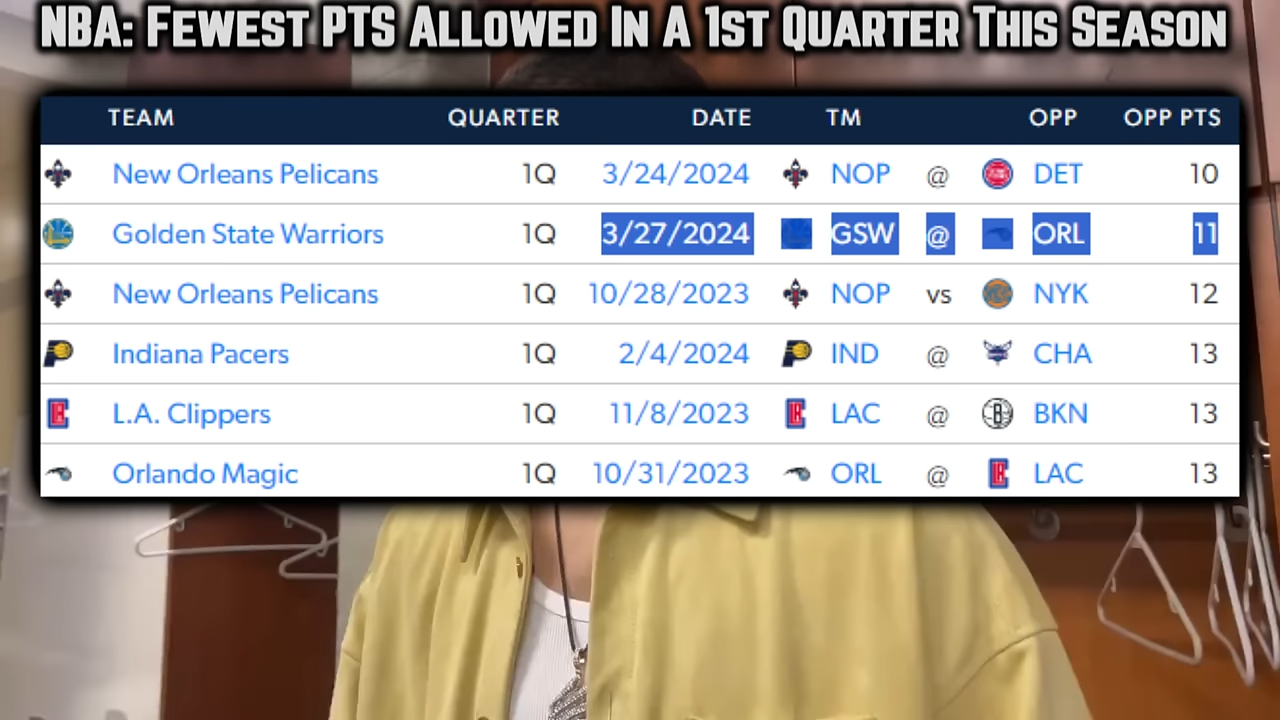 NBA: Fewest PTS Allowed In A 1st Quarter This Season
TEAM QUARTER DATE TM OPP OPP PTS
New Orleans Pelicans 1Q 3/24/2024 NOP @ DET 10
Golden State Warriors 1Q 3/27/2024 GSW @ ORL 11
New Orleans Pelicans 1Q 10/28/2023 NOP vs NYK 12
Indiana Pacers 1Q 2/4/2024 IND @ CHA 13
L.A. Clippers 1Q 11/8/2023 LAC @ BKN 13
Orlando Magic 1Q 10/31/2023 ORL @ LAC 13